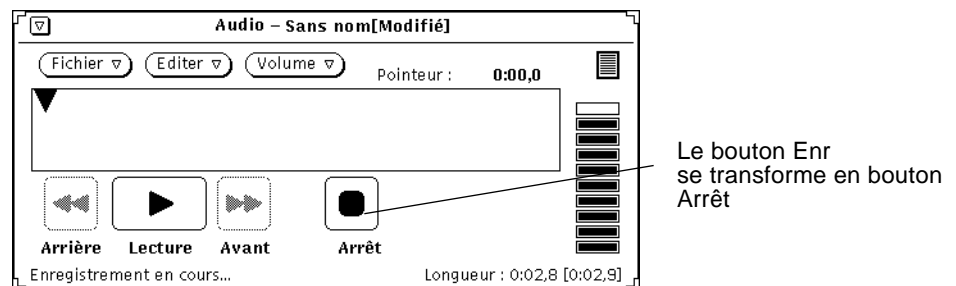 Audio – Sans nom[Modifié]
Fichier Editer Volume Pointeur : 0:00,0
Arrière Lecture Avant Arrêt
Enregistrement en cours... Longueur : 0:02,8 [0:02,9]
Le bouton Enr
se transforme en bouton
Arrêt